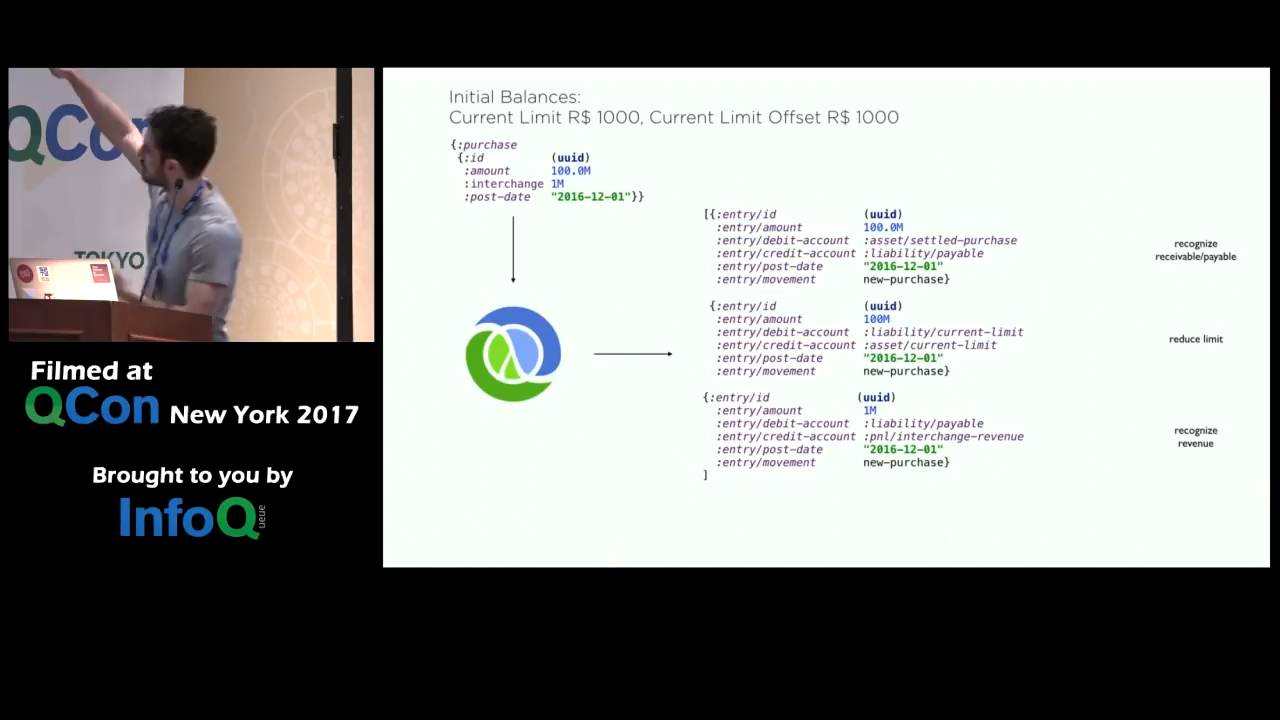 QCon
TOKYO
Filmed at
QCon New York 2017
Brought to you by
InfoQ
ueue
Initial Balances:
Current Limit R$ 1000, Current Limit Offset R$ 1000
{:purchase
{:id (uuid)
:amount 100.0M
:interchange 1M
:post-date "2016-12-01"}}
[{:entry/id (uuid)
:entry/amount 100.0M
:entry/debit-account :asset/settled-purchase
:entry/credit-account :liability/payable
:entry/post-date "2016-12-01"
:entry/movement new-purchase}
recognize
receivable/payable
{:entry/id (uuid)
:entry/amount 100M
:entry/debit-account :liability/current-limit
:entry/credit-account :asset/current-limit
:entry/post-date "2016-12-01"
:entry/movement new-purchase}
reduce limit
{:entry/id (uuid)
:entry/amount 1M
:entry/debit-account :liability/payable
:entry/credit-account :pnl/interchange-revenue
:entry/post-date "2016-12-01"
:entry/movement new-purchase}
]
recognize
revenue